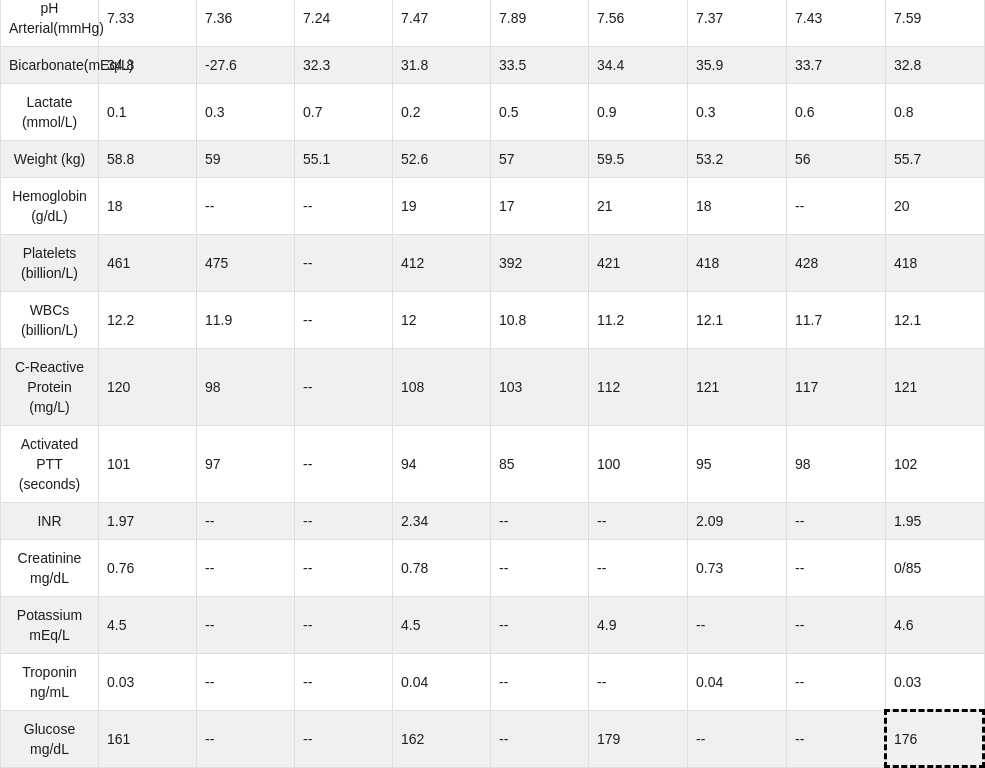 pH
Arterial(mmHg) 7.33 7.36 7.24 7.47 7.89 7.56 7.37 7.43 7.59
Bicarbonate(mEq/L) 34.8 -27.6 32.3 31.8 33.5 34.4 35.9 33.7 32.8
Lactate
(mmol/L) 0.1 0.3 0.7 0.2 0.5 0.9 0.3 0.6 0.8
Weight (kg) 58.8 59 55.1 52.6 57 59.5 53.2 56 55.7
Hemoglobin
(g/dL) 18 -- -- 19 17 21 18 -- 20
Platelets
(billion/L) 461 475 -- 412 392 421 418 428 418
WBCs
(billion/L) 12.2 11.9 -- 12 10.8 11.2 12.1 11.7 12.1
C-Reactive
Protein 120 98 -- 108 103 112 121 117 121
(mg/L)
Activated
PTT 101 97 -- 94 85 100 95 98 102
(seconds)
INR 1.97 -- -- 2.34 -- -- 2.09 -- 1.95
Creatinine
mg/dL 0.76 -- -- 0.78 -- -- 0.73 -- 0/85
Potassium
mEq/L 4.5 -- -- 4.5 -- 4.9 -- -- 4.6
Troponin
ng/mL 0.03 -- -- 0.04 -- -- 0.04 -- 0.03
Glucose
mg/dL 161 -- -- 162 -- 179 -- -- 176